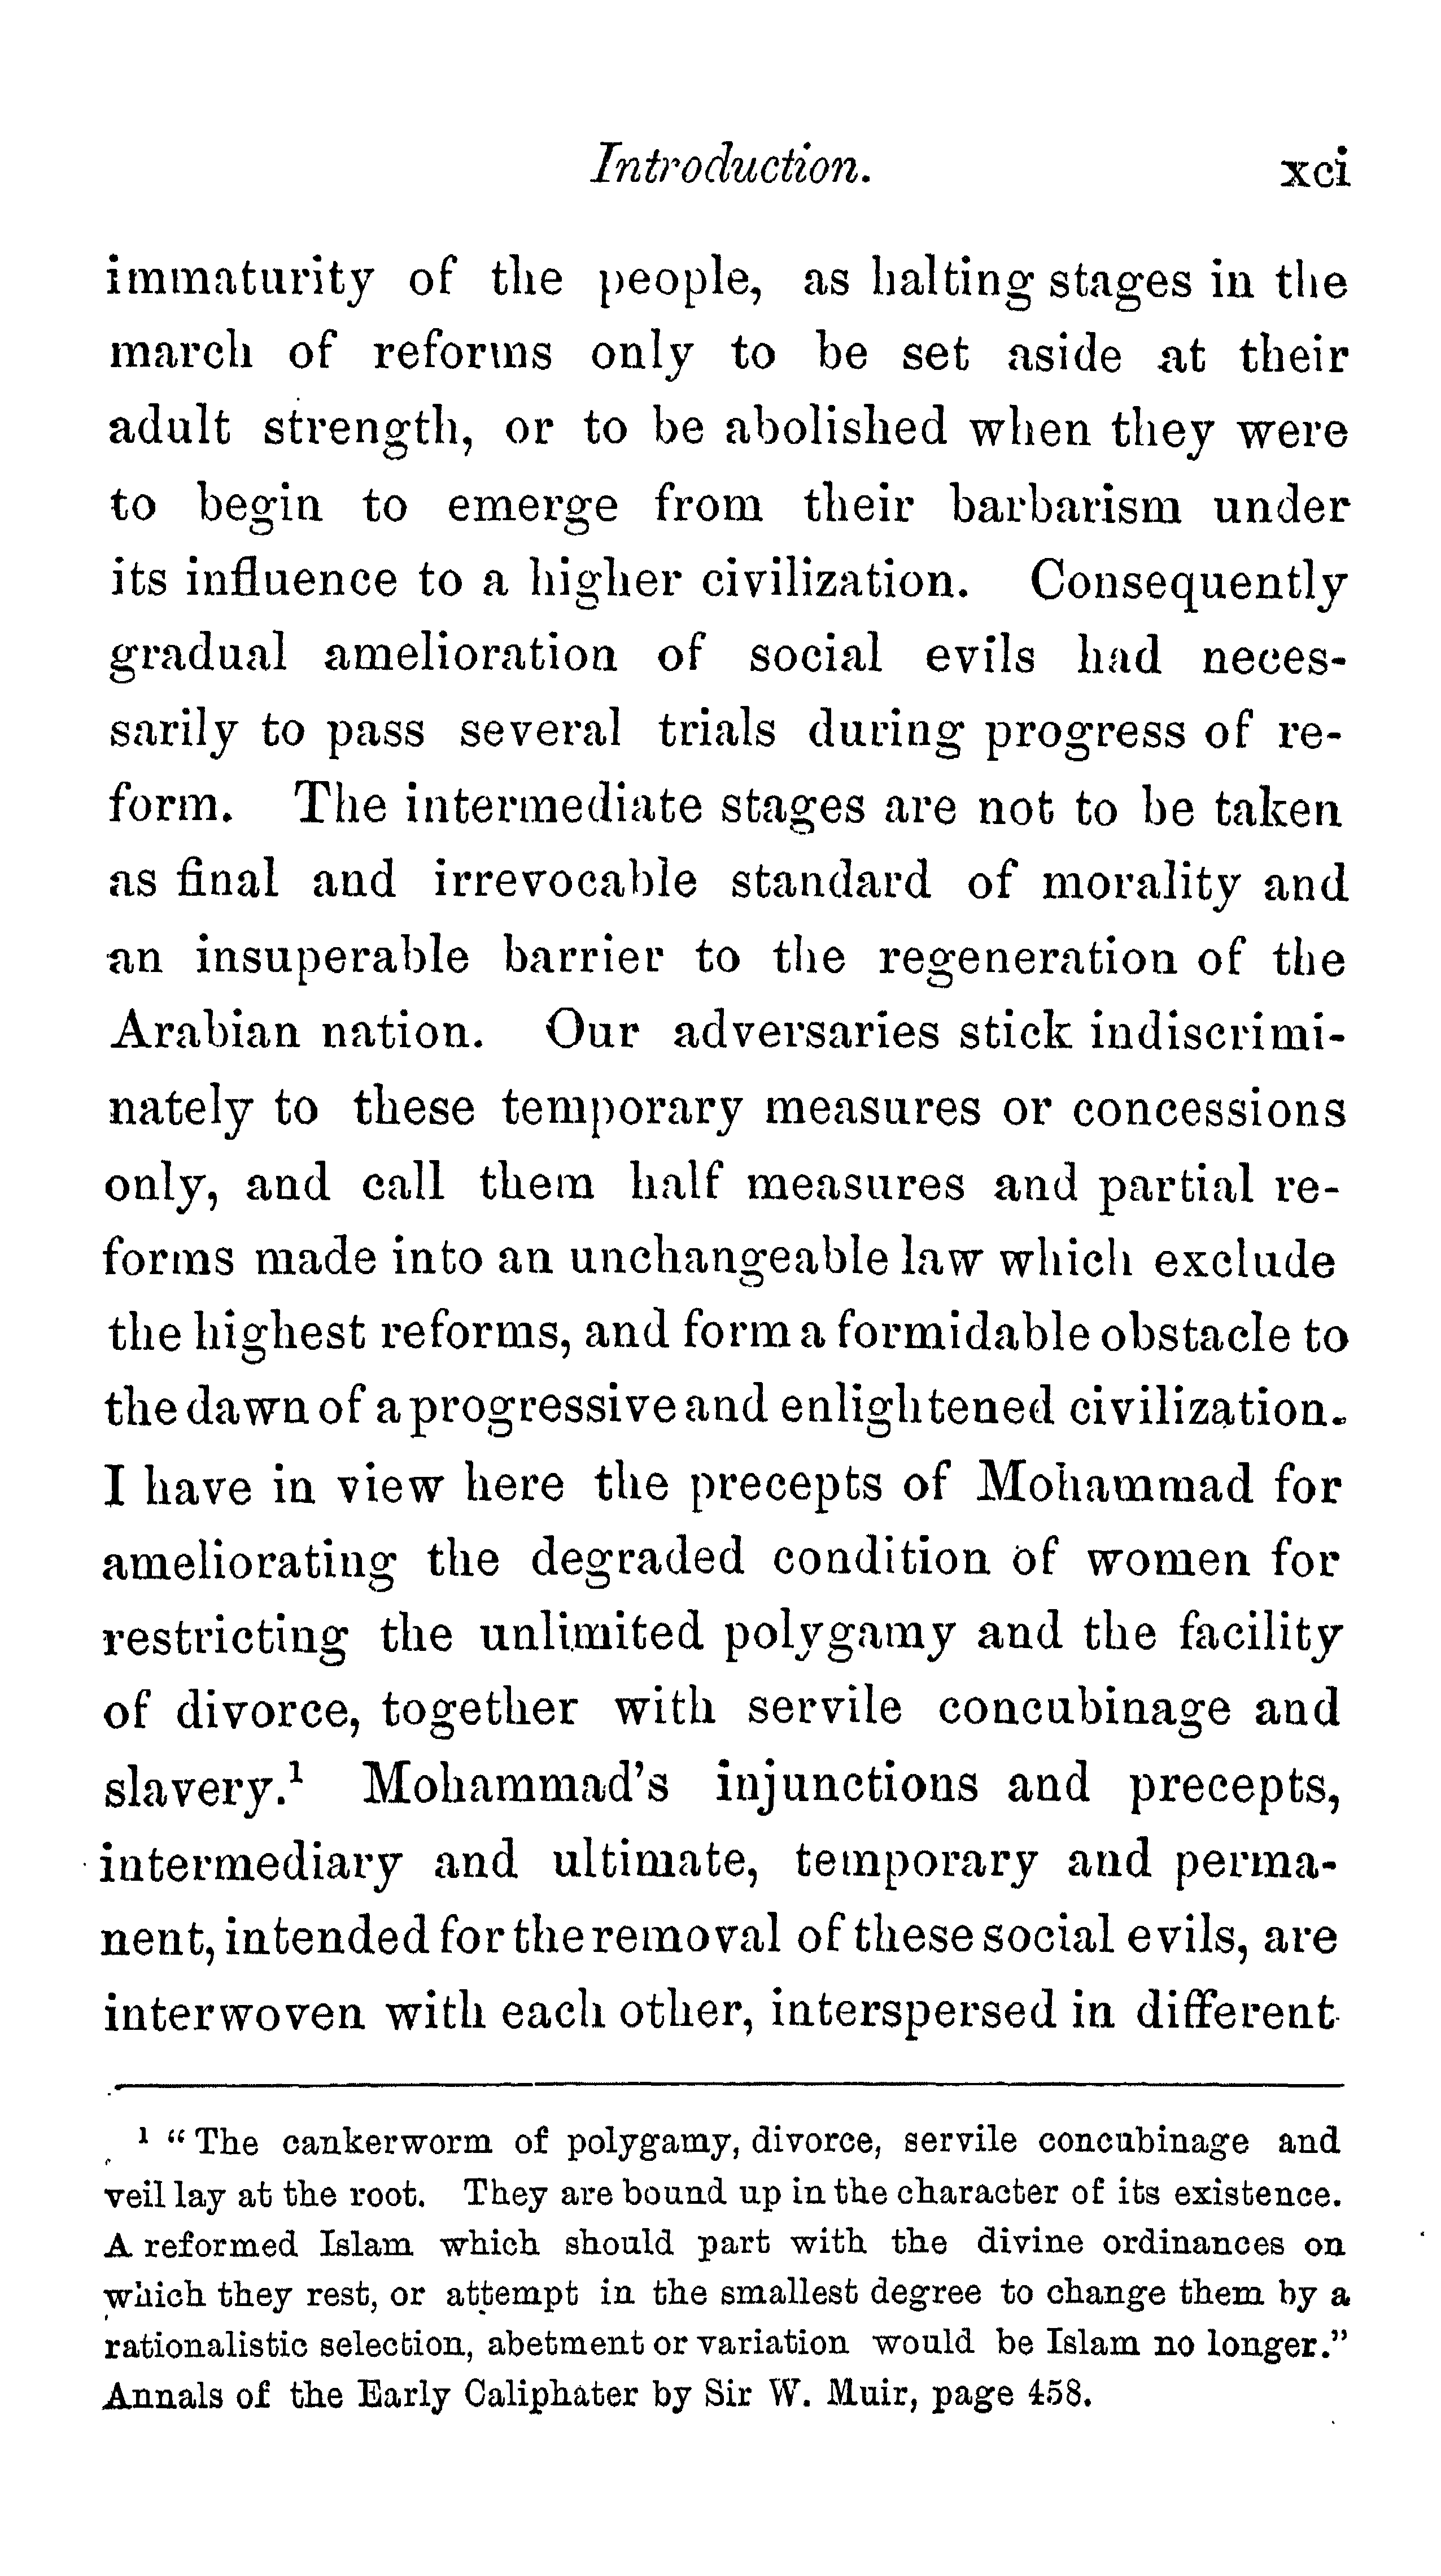 Introduction. xci
immaturity of the people, as halting stages in the
march of reforms only to be set aside at their
adult strength, or to be abolished when they were
to begin to emerge from their barbarism under
its influence to a higher civilization. Consequently
gradual amelioration of social evils had neces-
sarily to pass several trials during progress of re-
form. The intermediate stages are not to be taken
as final and irrevocable standard of morality and
an insuperable barrier to the regeneration of the
Arabian nation. Our adversaries stick indiscrimi-
nately to these temporary measures or concessions
only, and call them half measures and partial re-
forms made into an unchangeable law which exclude
the highest reforms, and form a formidable obstacle to
the dawn of a progressive and enlightened civilization.
I have in view here the precepts of Mohammad for
ameliorating the degraded condition of women for
restricting the unlimited polygamy and the facility
of divorce, together with servile concubinage and
slavery.¹ Mohammad's injunctions and precepts,
intermediary and ultimate, temporary and perma-
nent, intended for the removal of these social evils, are
interwoven with each other, interspersed in different
¹ “The cankerworm of polygamy, divorce, servile concubinage and
veil lay at the root. They are bound up in the character of its existence.
A reformed Islam which should part with the divine ordinances on
which they rest, or attempt in the smallest degree to change them by a
rationalistic selection, abetment or variation would be Islam no longer.”
Annals of the Early Caliphater by Sir W. Muir, page 458.